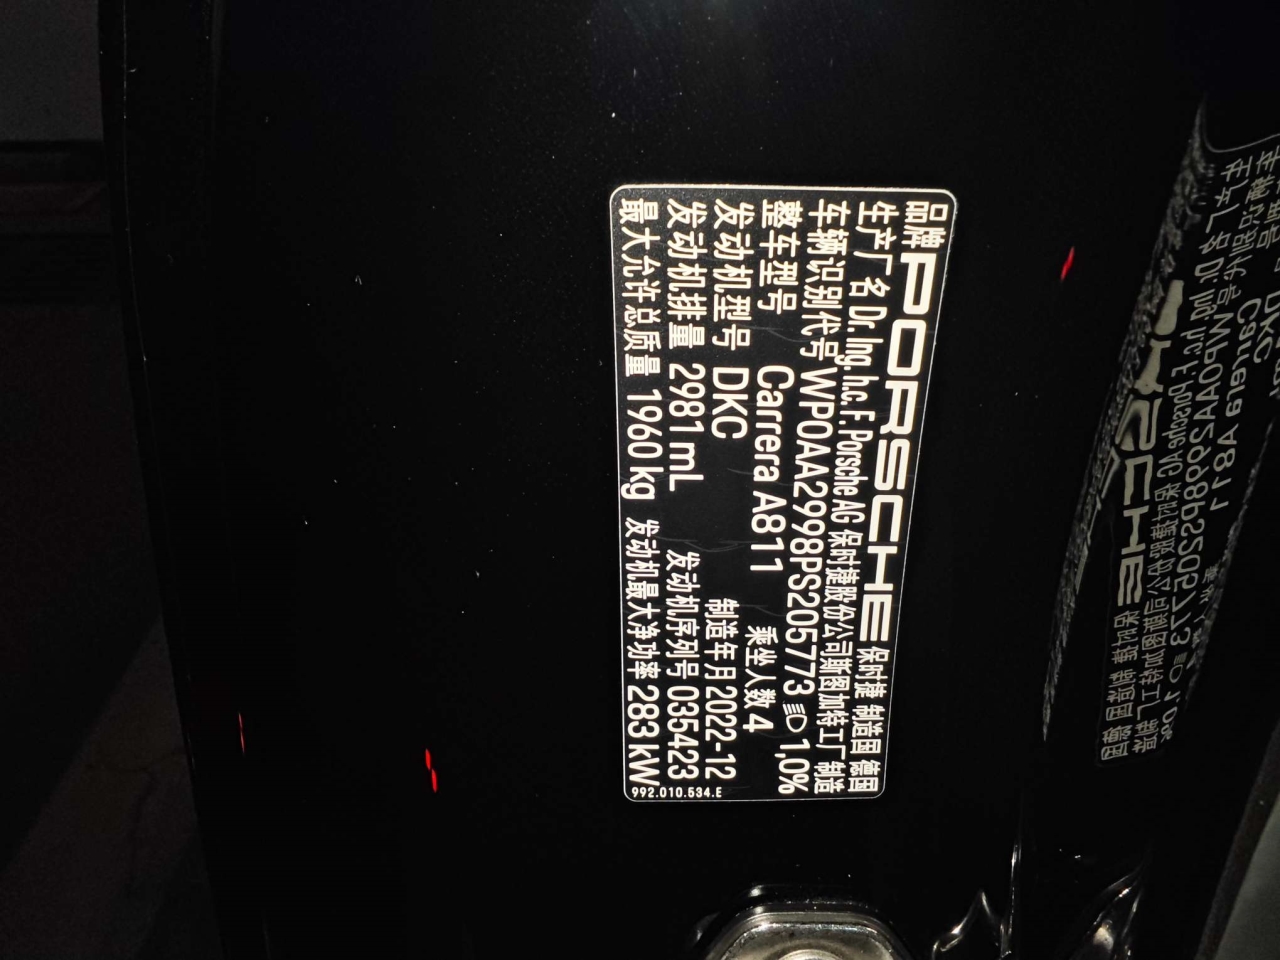 品牌 PORSCHE 保时捷 制造国 德国
生产厂名 Dr. Ing. h.c. F. Porsche AG 保时捷股份公司斯图加特工厂制造
车辆识别代号 WP0AA2998PS205773 1,0%
整车型号 Carrera A811 乘坐人数 4
发动机型号 DKC 制造年月 2022-12
发动机排量 2981 mL 发动机序列号 035423
最大允许总质量 1960 kg 发动机最大净功率 283 kW
992.010.534.E